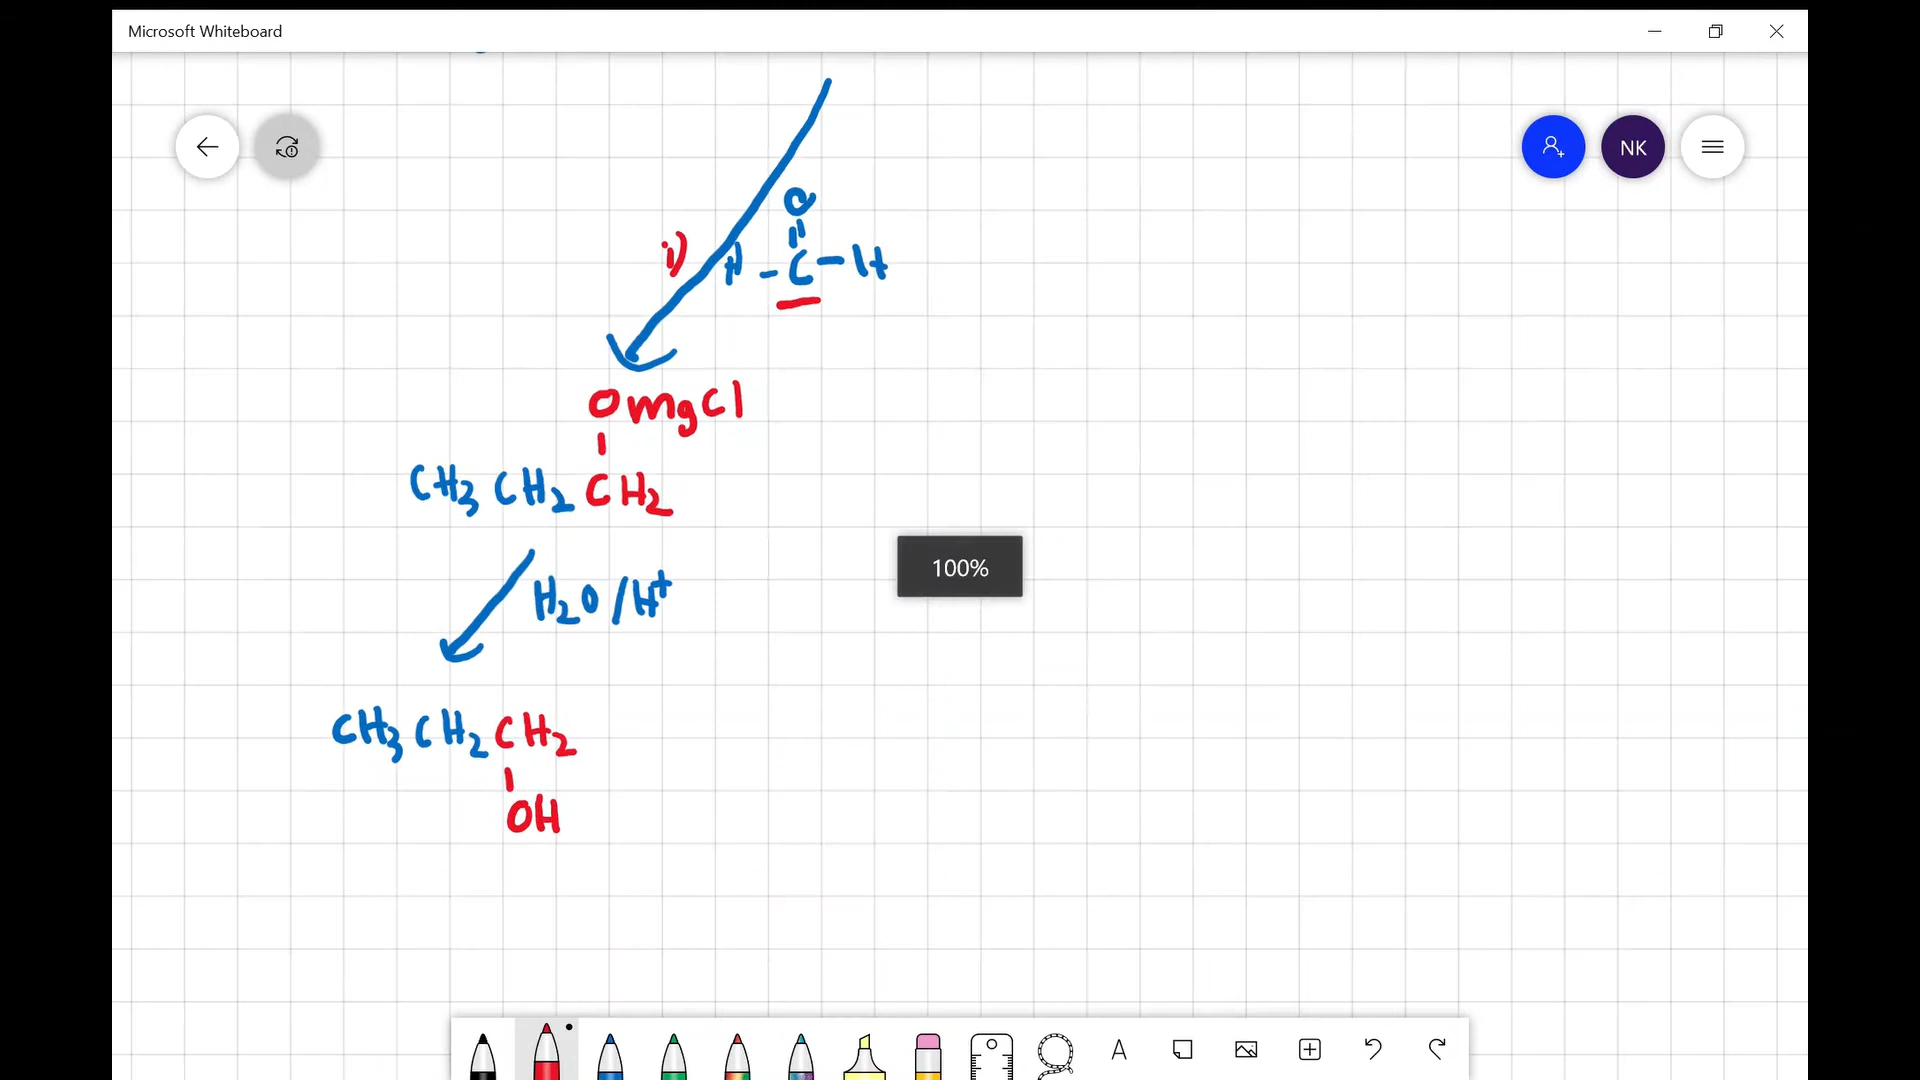 Microsoft Whiteboard
NK
O
||
i) H - C - H
OmgCl
|
CH3 CH2 CH2
100%
H2O / H+
CH3 CH2 CH2
|
OH
A